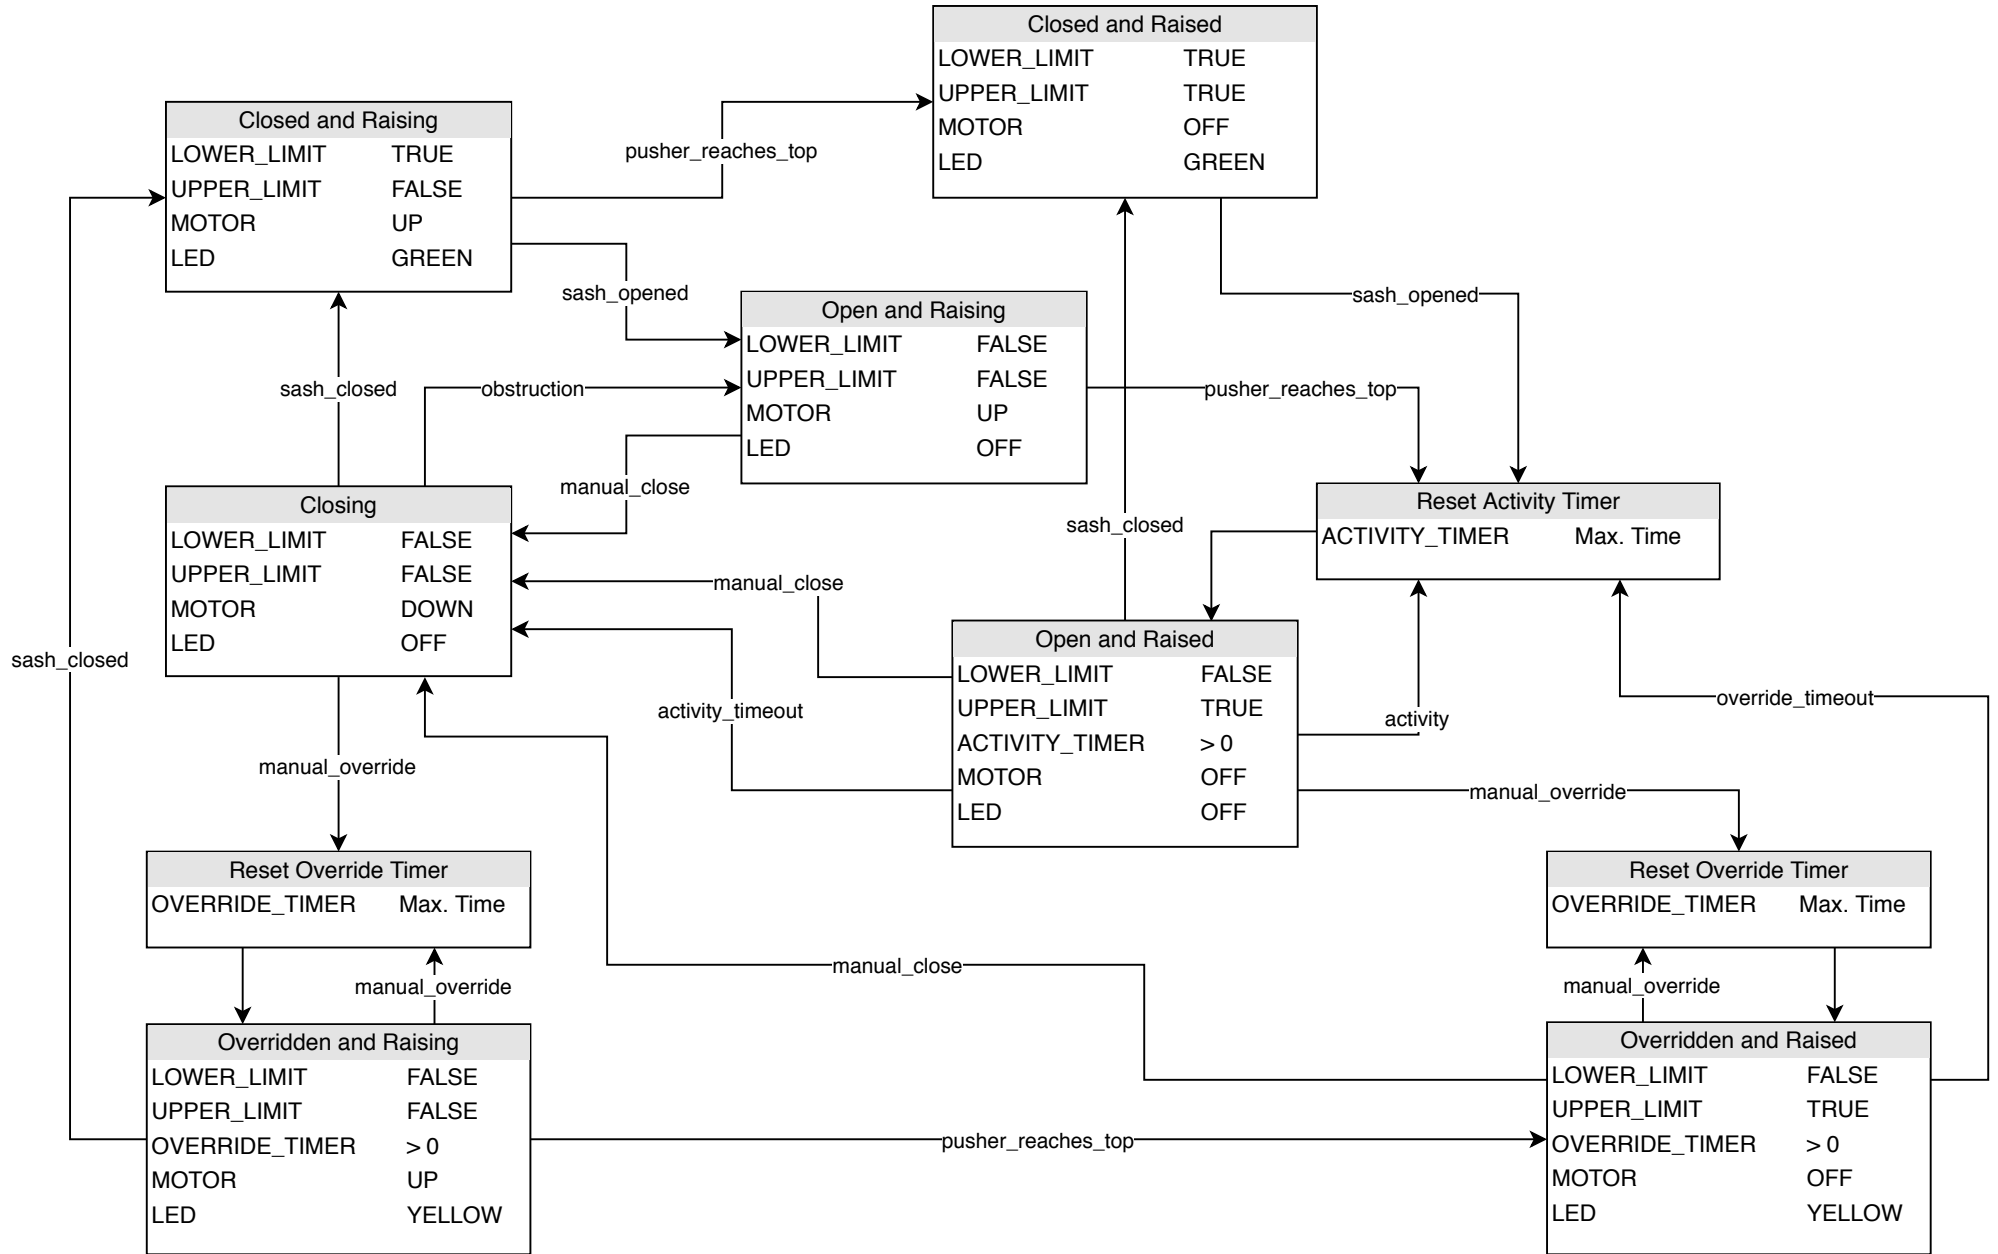 Closed and Raised
LOWER_LIMIT TRUE
UPPER_LIMIT TRUE
MOTOR OFF
LED GREEN
Closed and Raising
LOWER_LIMIT TRUE
UPPER_LIMIT FALSE
MOTOR UP
LED GREEN
pusher_reaches_top
sash_opened
sash_opened
Open and Raising
LOWER_LIMIT FALSE
UPPER_LIMIT FALSE
MOTOR UP
LED OFF
sash_closed
obstruction
pusher_reaches_top
manual_close
Closing
LOWER_LIMIT FALSE
UPPER_LIMIT FALSE
MOTOR DOWN
LED OFF
sash_closed
Reset Activity Timer
ACTIVITY_TIMER Max. Time
manual_close
sash_closed
activity_timeout
Open and Raised
LOWER_LIMIT FALSE
UPPER_LIMIT TRUE
ACTIVITY_TIMER > 0
MOTOR OFF
LED OFF
activity
override_timeout
manual_override
manual_override
Reset Override Timer
OVERRIDE_TIMER Max. Time
Reset Override Timer
OVERRIDE_TIMER Max. Time
manual_override
manual_close
manual_override
Overridden and Raising
LOWER_LIMIT FALSE
UPPER_LIMIT FALSE
OVERRIDE_TIMER > 0
MOTOR UP
LED YELLOW
pusher_reaches_top
Overridden and Raised
LOWER_LIMIT FALSE
UPPER_LIMIT TRUE
OVERRIDE_TIMER > 0
MOTOR OFF
LED YELLOW